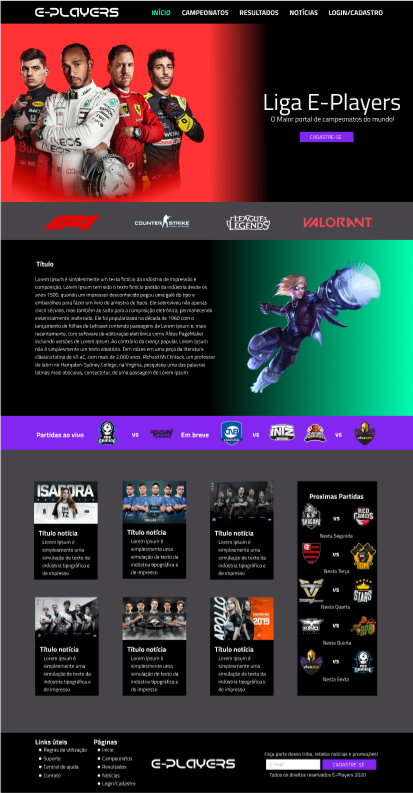 E-PLAYERS
INÍCIO CAMPEONATOS RESULTADOS NOTÍCIAS LOGIN/CADASTRO
Liga E-Players
O Maior portal de campeonatos do mundo!
CADASTRE-SE
F1
COUNTER STRIKE
LEAGUE OF LEGENDS
VALORANT
Título
Lorem Ipsum é simplesmente um texto fictício da indústria de impressão e
composição. Lorem Ipsum tem sido o texto fictício padrão da indústria desde os
anos 1500, quando um impressor desconhecido pegou uma galé do tipo e
embaralhou para fazer um livro de amostra de tipos. Ele sobreviveu não apenas
cinco séculos, mas também ao salto para a composição eletrônica, permanecendo
essencialmente inalterada. Ele foi popularizado na década de 1960 com o
lançamento de folhas de Letraset contendo passagens de Lorem Ipsum e, mais
recentemente, com software de editoração eletrônica como Aldus PageMaker
incluindo versões de Lorem Ipsum. Ao contrário da crença popular, Lorem Ipsum
não é simplesmente um texto aleatório. Tem raízes em uma peça da literatura
clássica latina de 45 aC, com mais de 2.000 anos. Richard McClintock, um professor
de latim no Hampden-Sydney College, na Virgínia, pesquisou uma das palavras
latinas mais obscuras, consectetur, de uma passagem de Lorem Ipsum.
Partidas ao vivo
vs
Em breve
vs
vs
ISADORA
Título notícia
Lorem Ipsum é
simplesmente uma
simulação de texto da
indústria tipográfica e
de impresso
Título notícia
Lorem Ipsum é
simplesmente uma
simulação de texto da
indústria tipográfica e
de impresso
Título notícia
Lorem Ipsum é
simplesmente uma
simulação de texto da
indústria tipográfica e
de impresso
Título notícia
Lorem Ipsum é
simplesmente uma
simulação de texto da
indústria tipográfica e
de impresso
Título notícia
Lorem Ipsum é
simplesmente uma
simulação de texto da
indústria tipográfica e
de impresso
APOLLO
2019
Título notícia
Lorem Ipsum é
simplesmente uma
simulação de texto da
indústria tipográfica e
de impresso
Proximas Partidas
vs
Nesta Segunda
vs
Nesta Terça
vs
Nesta Quarta
vs
Nesta Quinta
vs
Nesta Sexta
Links úteis
Regras de utilização
Suporte
Central de ajuda
Contato
Páginas
Início
Campeonatos
Resultados
Notícias
Login/Cadastro
E-PLAYERS
Faça parte dessa tribo, receba notícias e promoções!
E-mail
CADASTRE-SE
Todos os direitos reservados E-Players 2020